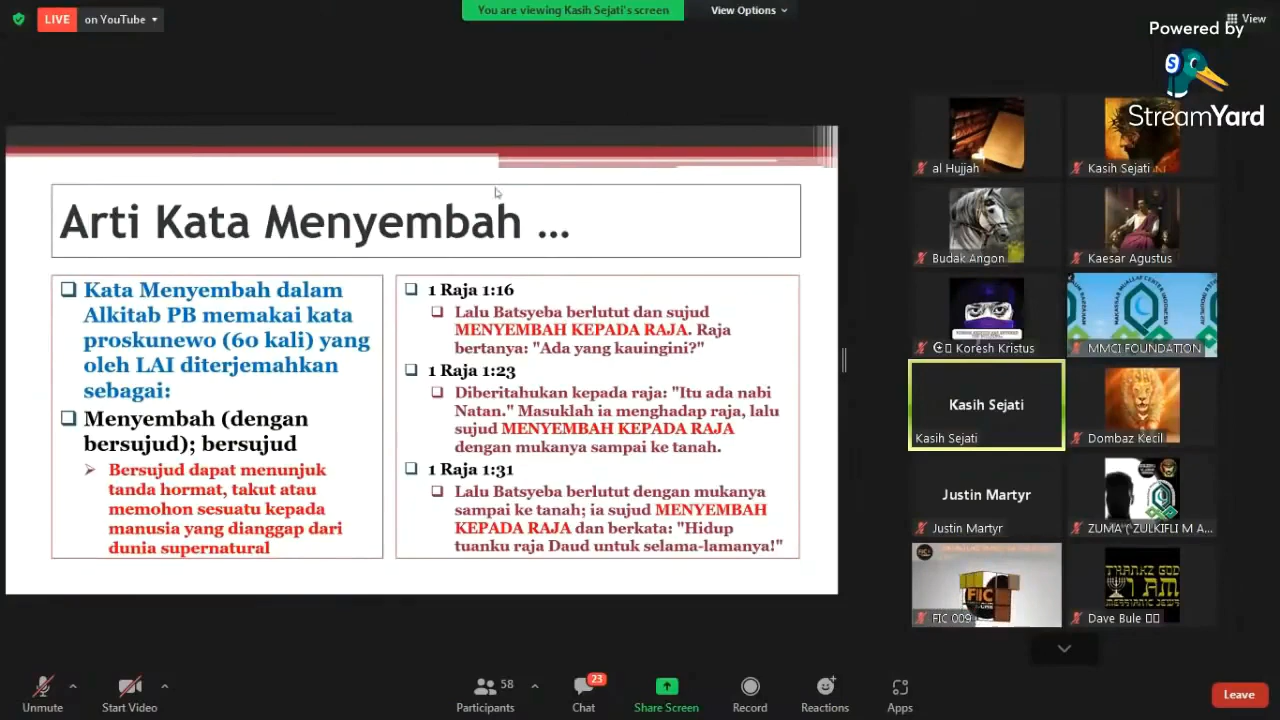 LIVE on YouTube
You are viewing Kasih Sejati's screen
View Options
View
Powered by
StreamYard
Arti Kata Menyembah ...
Kata Menyembah dalam
Alkitab PB memakai kata
proskunewo (60 kali) yang
oleh LAI diterjemahkan
sebagai:
Menyembah (dengan
bersujud); bersujud
Bersujud dapat menunjuk
tanda hormat, takut atau
memohon sesuatu kepada
manusia yang dianggap dari
dunia supernatural
1 Raja 1:16
Lalu Batsyeba berlutut dan sujud
MENYEMBAH KEPADA RAJA. Raja
bertanya: "Ada yang kauingini?"
1 Raja 1:23
Diberitahukan kepada raja: "Itu ada nabi
Natan." Masuklah ia menghadap raja, lalu
sujud MENYEMBAH KEPADA RAJA
dengan mukanya sampai ke tanah.
1 Raja 1:31
Lalu Batsyeba berlutut dengan mukanya
sampai ke tanah; ia sujud MENYEMBAH
KEPADA RAJA dan berkata: "Hidup
tuanku raja Daud untuk selama-lamanya!"
al Hujjah
Kasih Sejati
Budak Angon
Kaesar Agustus
Koresh Kristus
MMCI FOUNDATION
Kasih Sejati
Kasih Sejati
Dombaz Kecil
Justin Martyr
Justin Martyr
ZUMA ( ZULKIFLI M A...
FIC
FIC 009
THANKZ GOD
I AM
MESSIANIC JEWS
Dave Bule
Unmute
Start Video
58
Participants
23
Chat
Share Screen
Record
Reactions
Apps
Leave